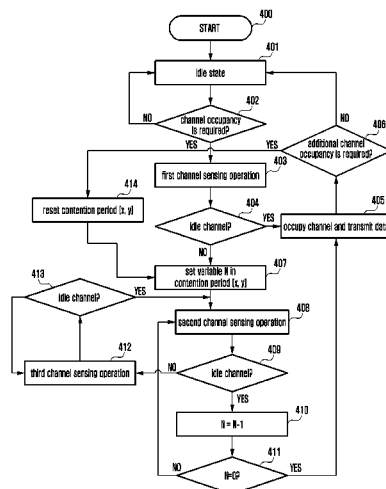 START
400
Idle state
401
channel occupancy
is required?
402
NO
YES
additional channel
occupancy is required?
406
NO
YES
first channel sensing operation
403
reset contention period [x, y]
414
idle channel?
404
YES
NO
occupy channel and transmit data
405
set variable N in
contention period [x, y]
407
idle channel?
413
YES
second channel sensing operation
408
third channel sensing operation
412
idle channel?
409
NO
YES
N = N-1
410
N=0?
411
NO
YES